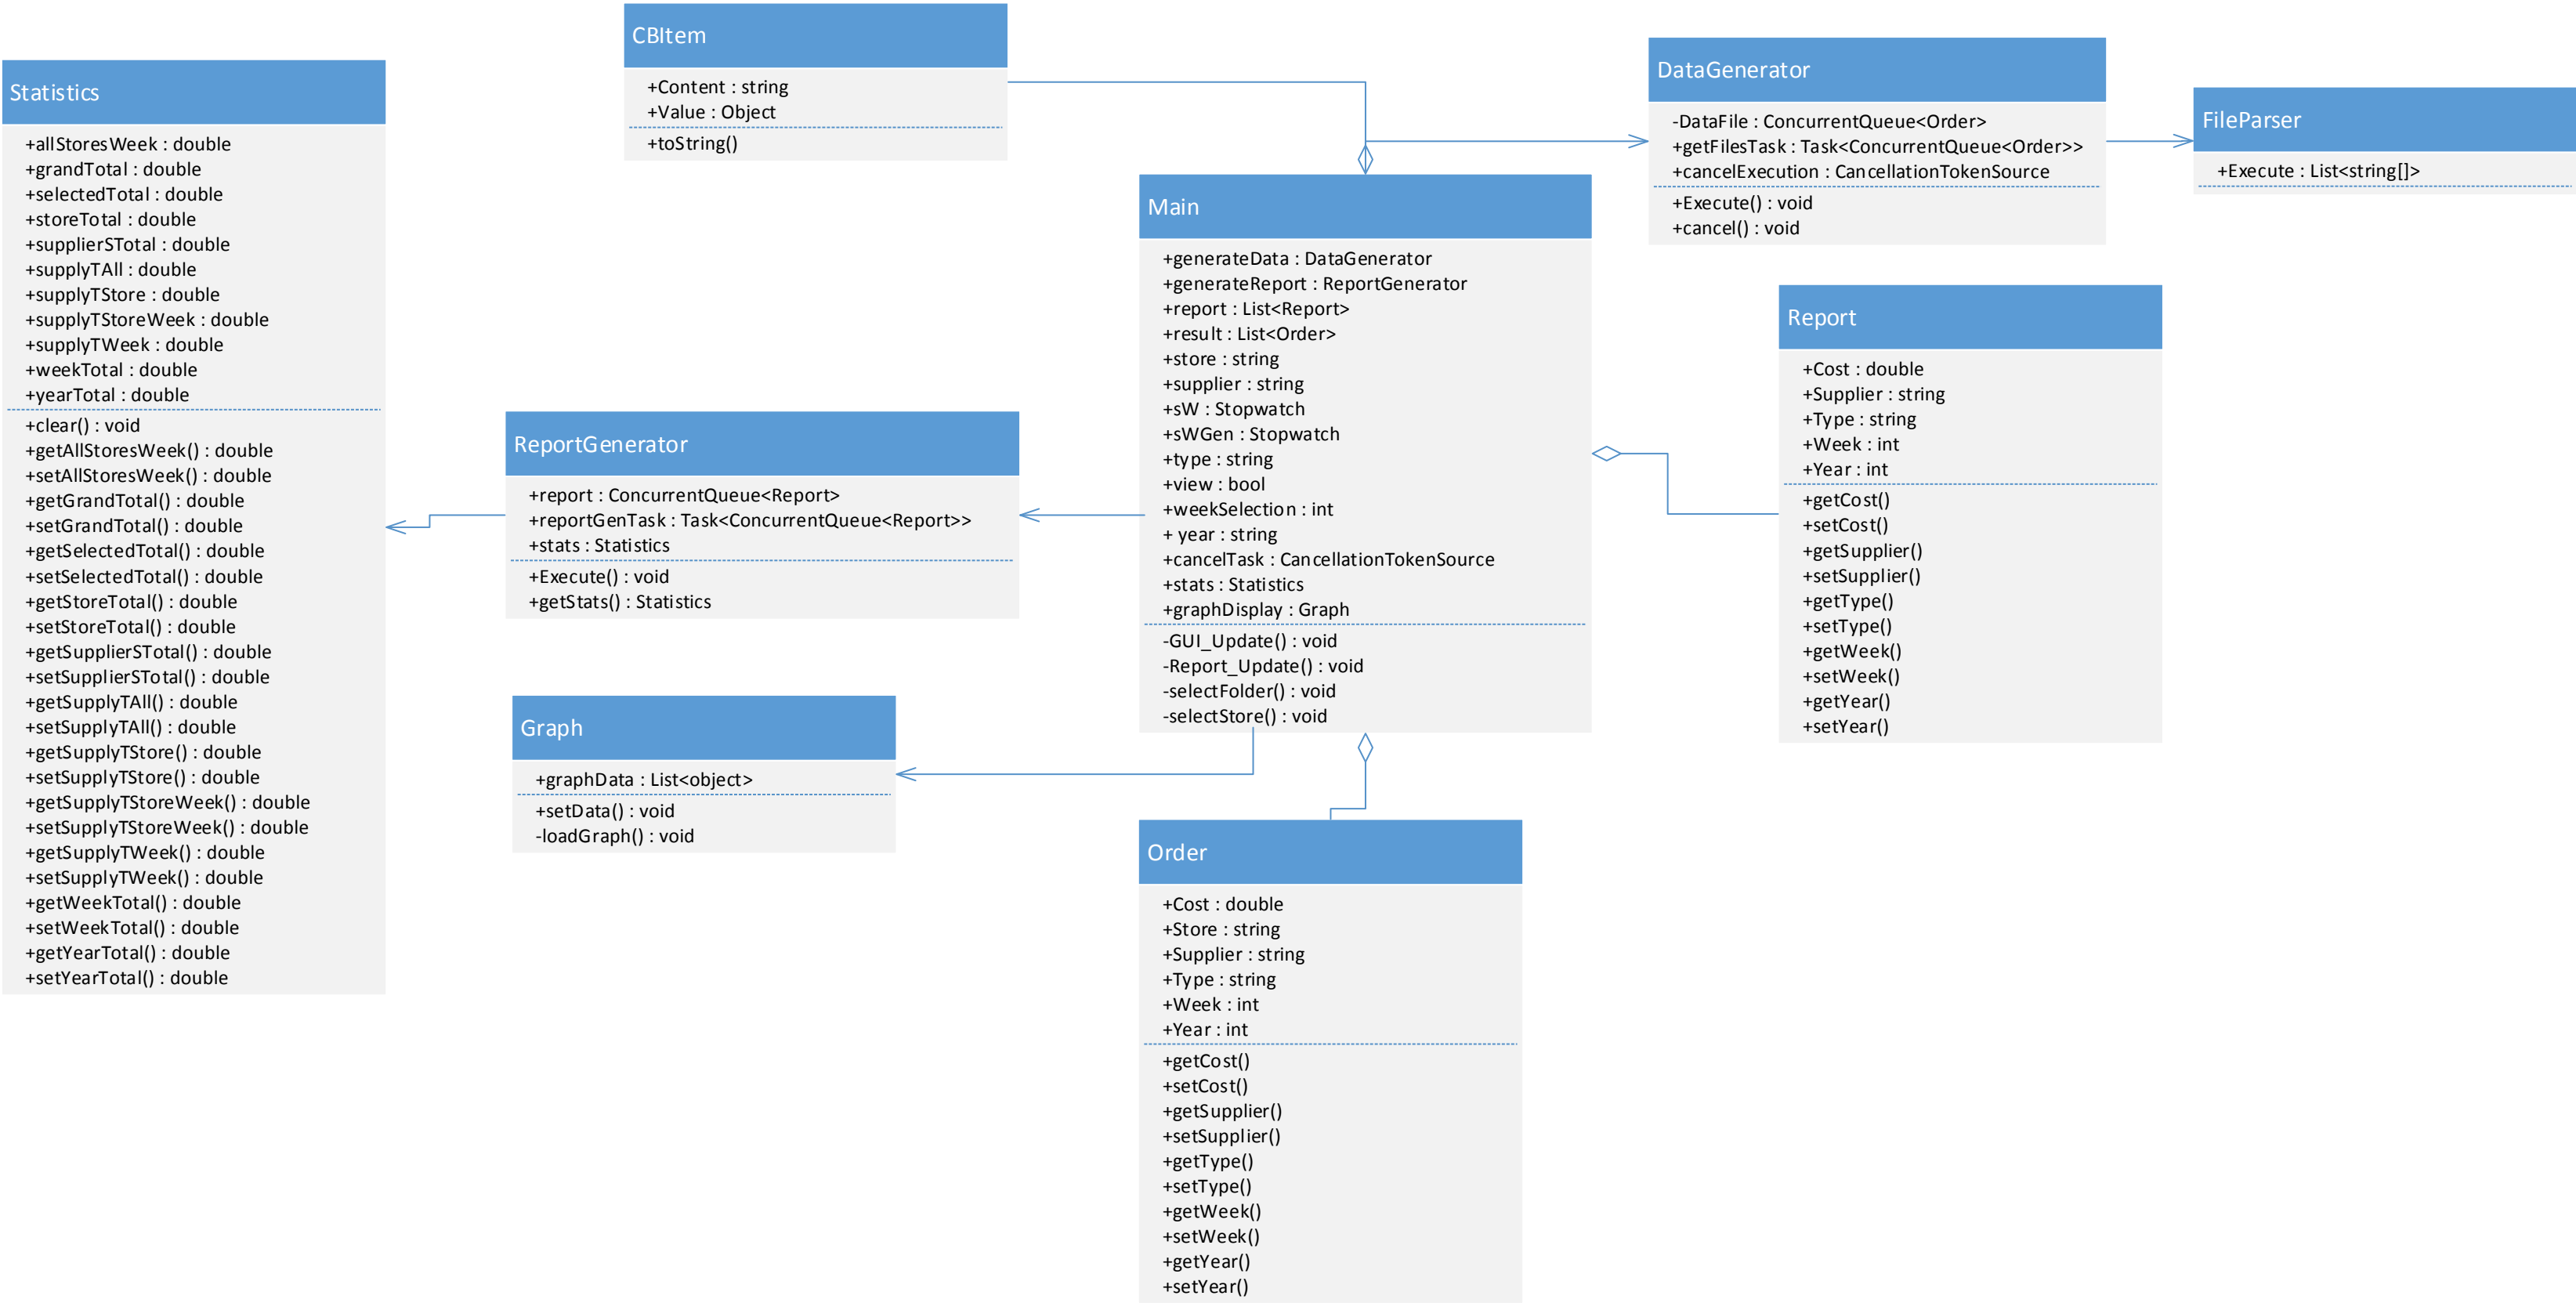 CBItem
+Content : string
+Value : Object
+toString()
DataGenerator
-DataFile : ConcurrentQueue<Order>
+getFilesTask : Task<ConcurrentQueue<Order>>
+cancelExecution : CancellationTokenSource
+Execute() : void
+cancel() : void
FileParser
+Execute : List<string[]>
Statistics
+allStoresWeek : double
+grandTotal : double
+selectedTotal : double
+storeTotal : double
+supplierSTotal : double
+supplyTAll : double
+supplyTStore : double
+supplyTStoreWeek : double
+supplyTWeek : double
+weekTotal : double
+yearTotal : double
+clear() : void
+getAllStoresWeek() : double
+setAllStoresWeek() : double
+getGrandTotal() : double
+setGrandTotal() : double
+getSelectedTotal() : double
+setSelectedTotal() : double
+getStoreTotal() : double
+setStoreTotal() : double
+getSupplierSTotal() : double
+setSupplierSTotal() : double
+getSupplyTAll() : double
+setSupplyTAll() : double
+getSupplyTStore() : double
+setSupplyTStore() : double
+getSupplyTStoreWeek() : double
+setSupplyTStoreWeek() : double
+getSupplyTWeek() : double
+setSupplyTWeek() : double
+getWeekTotal() : double
+setWeekTotal() : double
+getYearTotal() : double
+setYearTotal() : double
Main
+generateData : DataGenerator
+generateReport : ReportGenerator
+report : List<Report>
+result : List<Order>
+store : string
+supplier : string
+sW : Stopwatch
+sWGen : Stopwatch
+type : string
+view : bool
+weekSelection : int
+ year : string
+cancelTask : CancellationTokenSource
+stats : Statistics
+graphDisplay : Graph
-GUI_Update() : void
-Report_Update() : void
-selectFolder() : void
-selectStore() : void
Report
+Cost : double
+Supplier : string
+Type : string
+Week : int
+Year : int
+getCost()
+setCost()
+getSupplier()
+setSupplier()
+getType()
+setType()
+getWeek()
+setWeek()
+getYear()
+setYear()
ReportGenerator
+report : ConcurrentQueue<Report>
+reportGenTask : Task<ConcurrentQueue<Report>>
+stats : Statistics
+Execute() : void
+getStats() : Statistics
Graph
+graphData : List<object>
+setData() : void
-loadGraph() : void
Order
+Cost : double
+Store : string
+Supplier : string
+Type : string
+Week : int
+Year : int
+getCost()
+setCost()
+getSupplier()
+setSupplier()
+getType()
+setType()
+getWeek()
+setWeek()
+getYear()
+setYear()